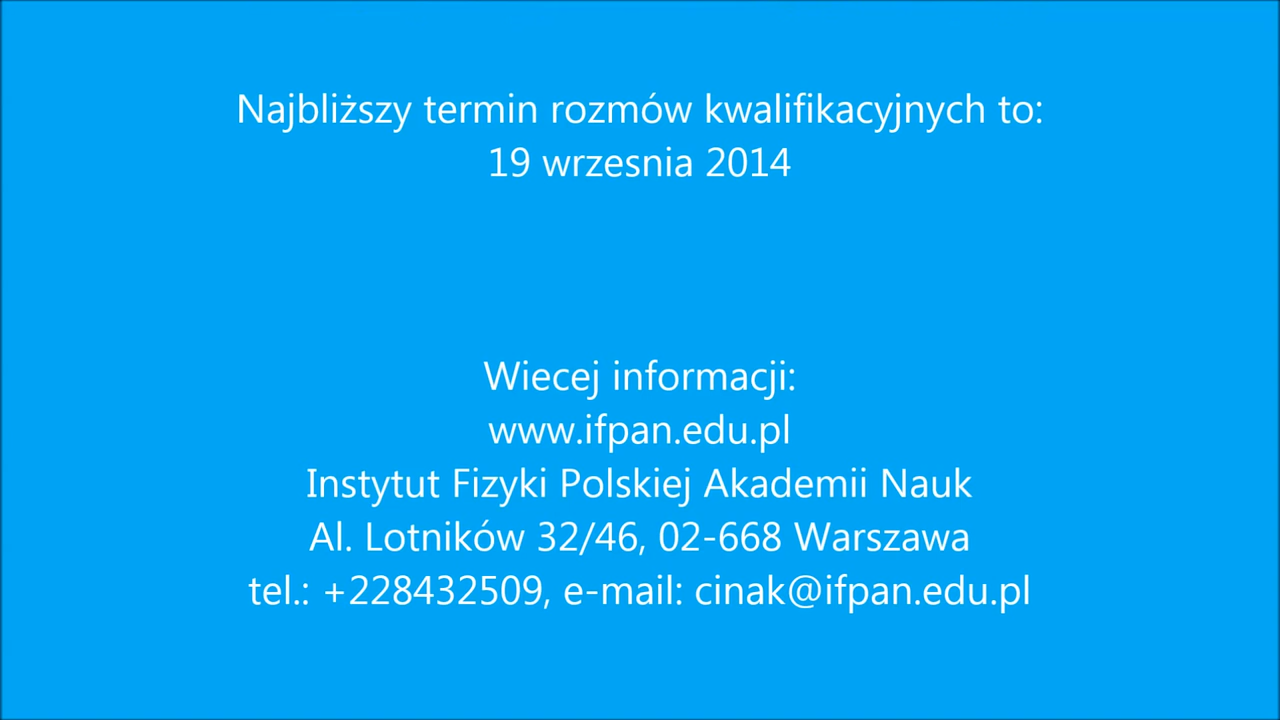 Najbliższy termin rozmów kwalifikacyjnych to:
19 wrzesnia 2014
Wiecej informacji:
www.ifpan.edu.pl
Instytut Fizyki Polskiej Akademii Nauk
Al. Lotników 32/46, 02-668 Warszawa
tel.: +228432509, e-mail: cinak@ifpan.edu.pl